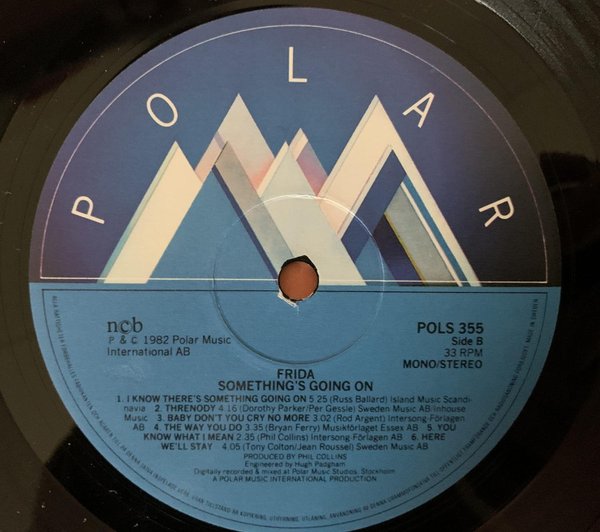 POLAR
ncb
P & © 1982 Polar Music
International AB
POLS 355
Side B
33 RPM
MONO/STEREO
FRIDA
SOMETHING'S GOING ON
1. I KNOW THERE'S SOMETHING GOING ON 5.25 (Russ Ballard) Island Music Scandi-
navia 2. THRENODY 4.16 (Dorothy Parker/Per Gessle) Sweden Music AB-Inhouse
Music 3. BABY DON'T YOU CRY NO MORE 3.02 (Rod Argent) Intersong-Förlagen
AB 4. THE WAY YOU DO 3.35 (Bryan Ferry) Musikförlaget Essex AB 5. YOU
KNOW WHAT I MEAN 2.35 (Phil Collins) Intersong-Förlagen AB 6. HERE
WE'LL STAY 4.05 (Tony Colton/Jean Roussel) Sweden Music AB
PRODUCED BY PHIL COLLINS
Engineered by Hugh Padgham
Digitally recorded & mixed at Polar Music Studios, Stockholm
A POLAR MUSIC INTERNATIONAL PRODUCTION
MADE IN SWEDEN